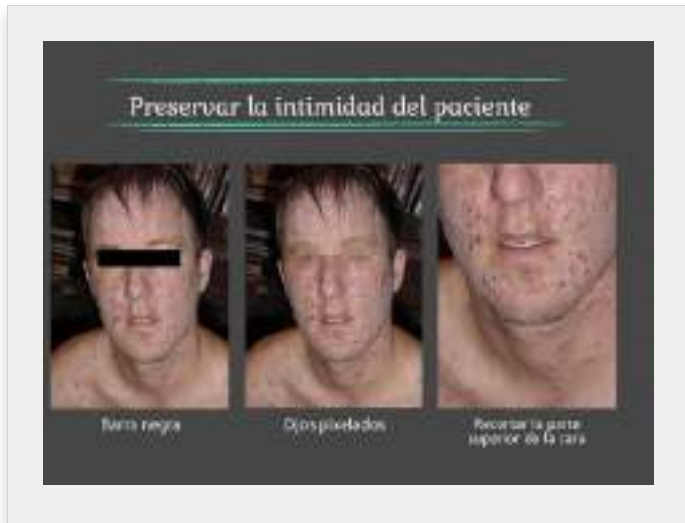 Preservar la intimidad del paciente
Barra negra
Ojos pixelados
Recortar la parte
superior de la cara